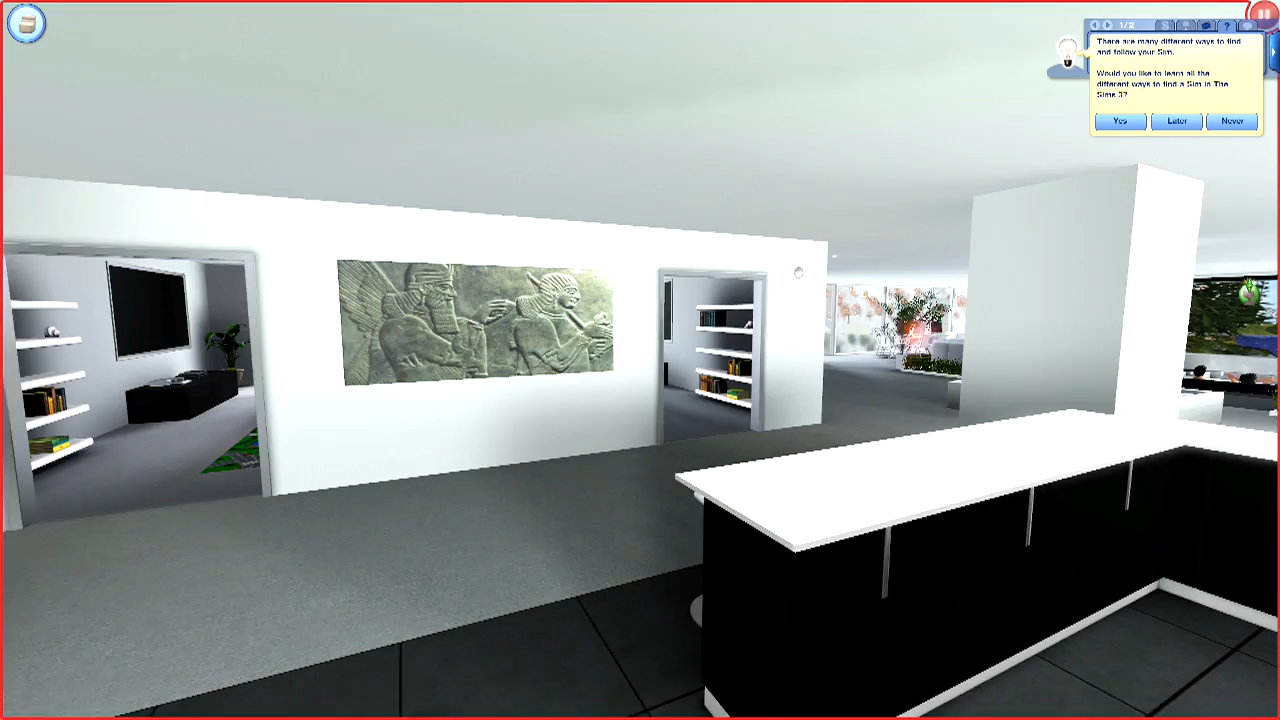 1/2
?
There are many different ways to find
and follow your Sim.
Would you like to learn all the
different ways to find a Sim in The
Sims 3?
Yes Later Never